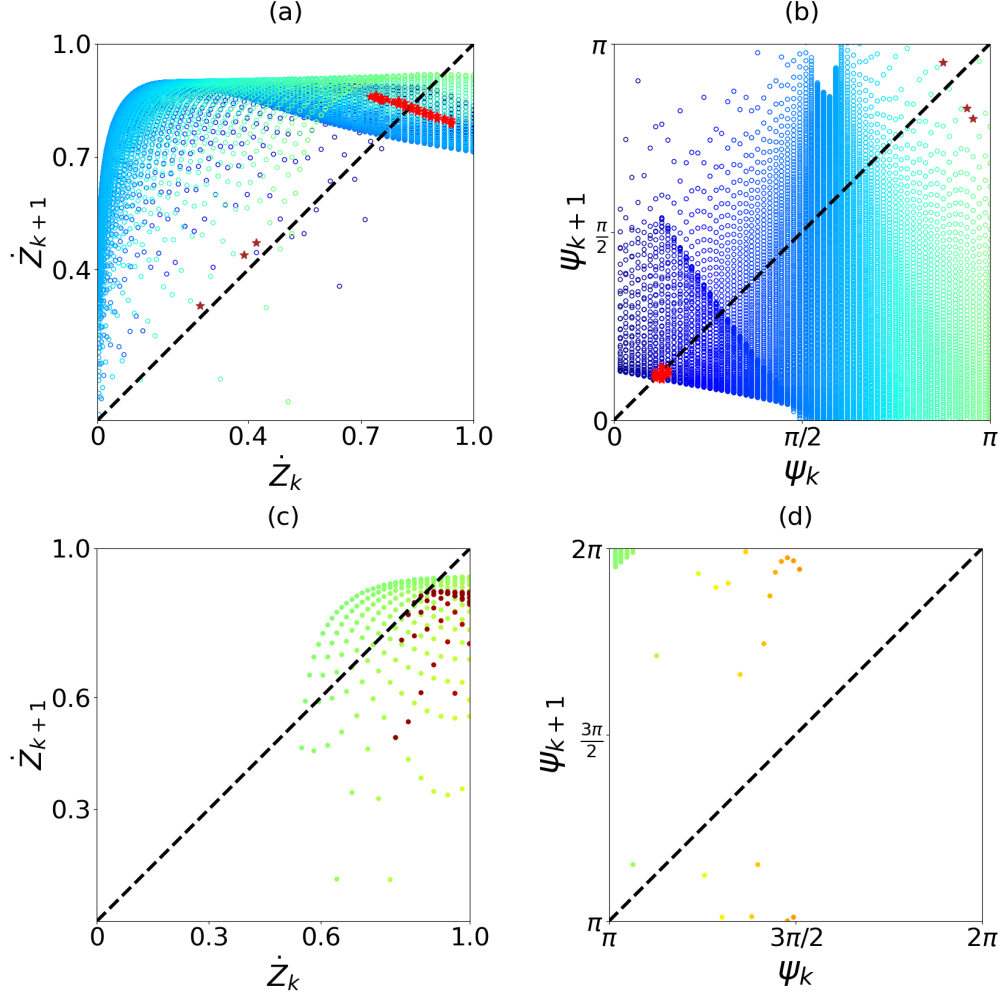 (a)
1.0
0.7
0.4
Ż_{k+1}
0 0.4 0.7 1.0
Ż_k
(b)
π
π/2
0
ψ_{k+1}
0 π/2 π
ψ_k
(c)
1.0
0.6
0.3
Ż_{k+1}
0 0.3 0.6 1.0
Ż_k
(d)
2π
3π/2
π
ψ_{k+1}
π 3π/2 2π
ψ_k